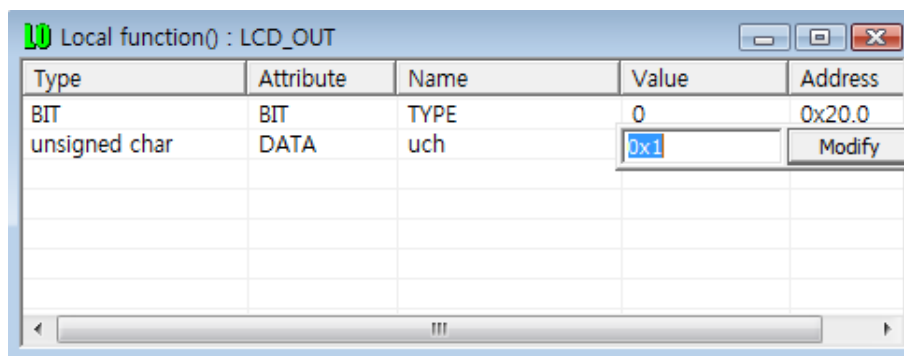 LO Local function() : LCD_OUT
Type Attribute Name Value Address
BIT BIT TYPE 0 0x20.0
unsigned char DATA uch 0x1 Modify